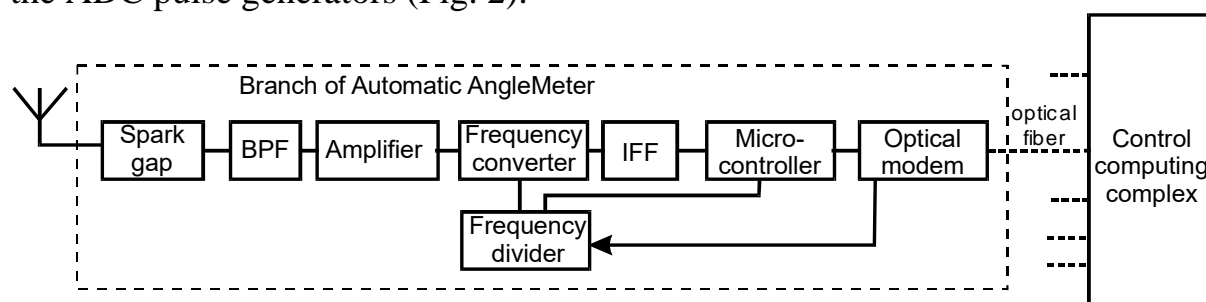 the ADC pulse generators (Fig. 2).
Branch of Automatic AngleMeter
Spark
gap
BPF
Amplifier
Frequency
converter
IFF
Micro-
controller
Optical
modem
optical
fiber
Control
computing
complex
Frequency
divider